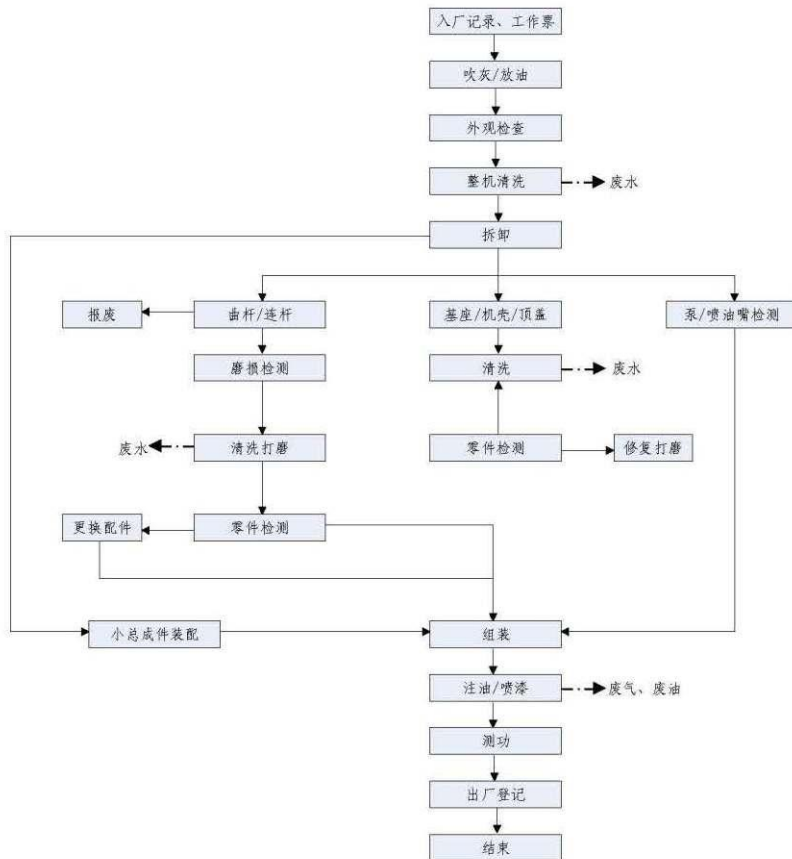 入厂记录、工作票
吹灰/放油
外观检查
整机清洗
废水
拆卸
报废
曲杆/连杆
基座/机壳/顶盖
泵/喷油嘴检测
磨损检测
清洗
废水
废水
清洗打磨
零件检测
修复打磨
更换配件
零件检测
小总成件装配
组装
注油/喷漆
废气、废油
测功
出厂登记
结束